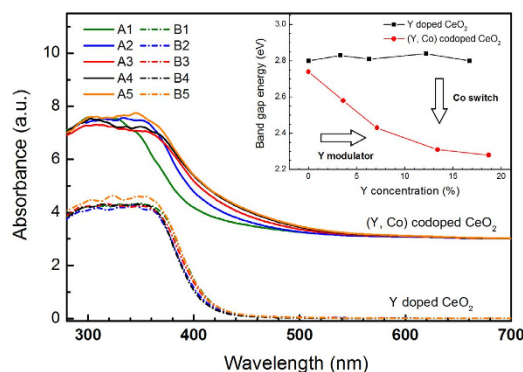 A1 B1
A2 B2
A3 B3
A4 B4
A5 B5
Y doped CeO2
(Y, Co) codoped CeO2
Co switch
Y modulator
Band gap energy (eV)
2.8
2.6
2.4
2.2
0 5 10 15 20
Y concentration (%)
(Y, Co) codoped CeO2
Y doped CeO2
Absorbance (a.u.)
10
8
6
4
2
0
300 400 500 600 700
Wavelength (nm)